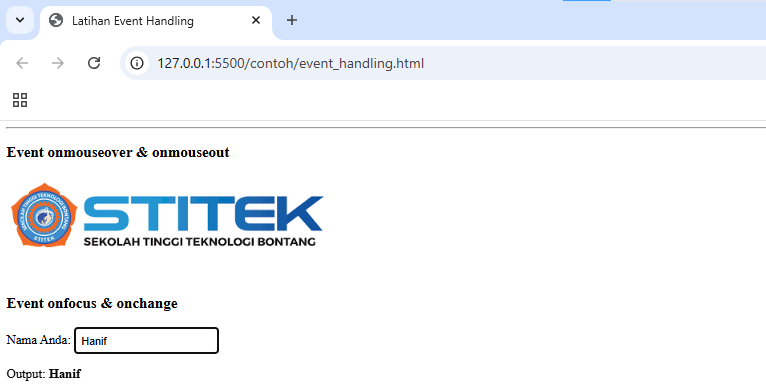 Latihan Event Handling
127.0.0.1:5500/contoh/event_handling.html
Event onmouseover & onmouseout
SEKOLAH TINGGI TEKNOLOGI BONTANG
STITEK
STITEK
SEKOLAH TINGGI TEKNOLOGI BONTANG
Event onfocus & onchange
Nama Anda: Hanif
Output: Hanif